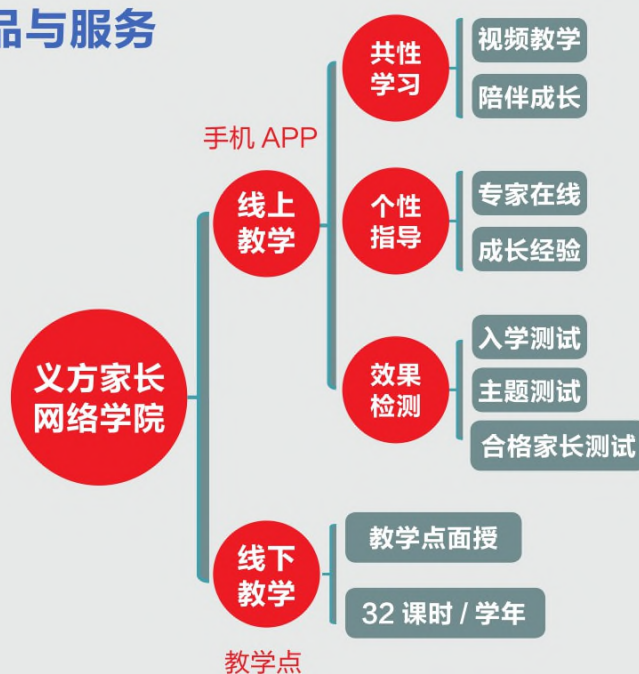 品与服务
手机 APP
共性
学习
视频教学
陪伴成长
线上
教学
个性
指导
专家在线
成长经验
效果
检测
入学测试
主题测试
合格家长测试
义方家长
网络学院
线下
教学
教学点面授
32 课时 / 学年
教学点